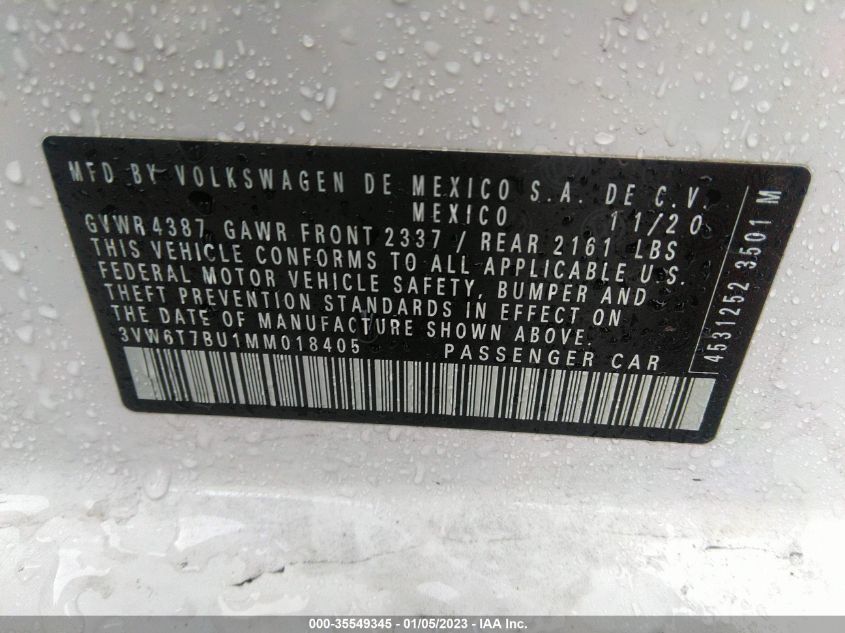 MFD BY VOLKSWAGEN DE MEXICO S.A. DE C.V.
MEXICO 11/20
GVWR 4387 GAWR FRONT 2337 / REAR 2161 LBS
THIS VEHICLE CONFORMS TO ALL APPLICABLE U.S.
FEDERAL MOTOR VEHICLE SAFETY, BUMPER AND
THEFT PREVENTION STANDARDS IN EFFECT ON
THE DATE OF MANUFACTURE SHOWN ABOVE.
3VW6T7BU1MM018405 PASSENGER CAR
4531252 3501 M
000-35549345 - 01/05/2023 - IAA Inc.